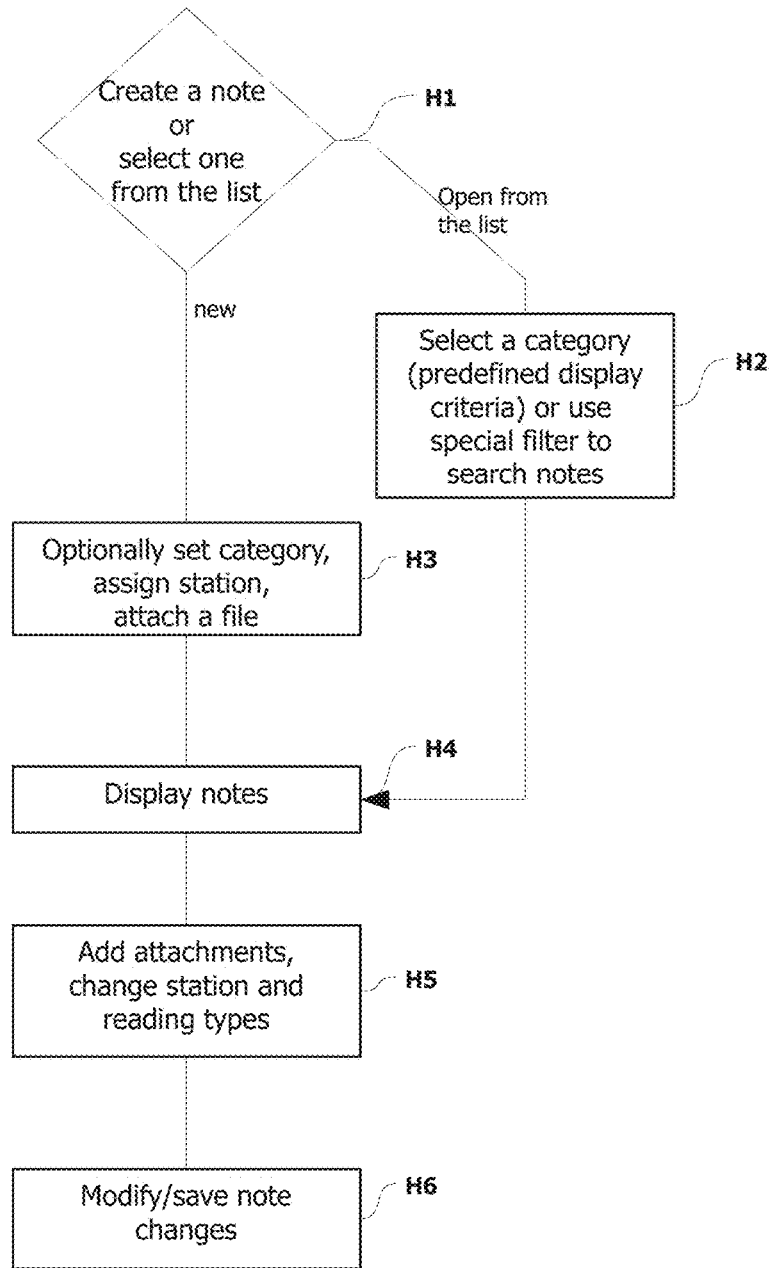 Create a note
or
select one
from the list
H1
Open from
the list
new
Select a category
(predefined display
criteria) or use
special filter to
search notes
H2
Optionally set category,
assign station,
attach a file
H3
H4
Display notes
Add attachments,
change station and
reading types
H5
Modify/save note
changes
H6